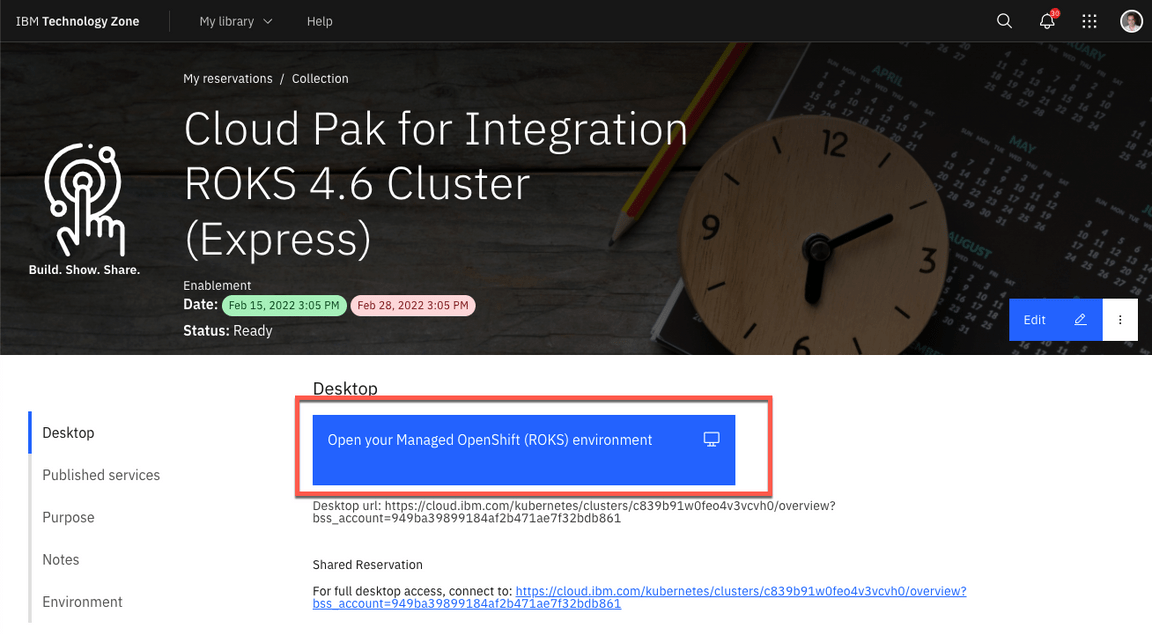 IBM Technology Zone
My library
Help
30
My reservations / Collection
Cloud Pak for Integration
ROKS 4.6 Cluster
(Express)
Build. Show. Share.
Enablement
Date: Feb 15, 2022 3:05 PM Feb 28, 2022 3:05 PM
Status: Ready
Edit
APRIL
MAY
AUGUST
12
9
3
6
Desktop
Published services
Purpose
Notes
Environment
Desktop
Open your Managed OpenShift (ROKS) environment
Desktop url: https://cloud.ibm.com/kubernetes/clusters/c839b91w0feo4v3vcvh0/overview?
bss_account=949ba39899184af2b471ae7f32bdb861
Shared Reservation
For full desktop access, connect to: https://cloud.ibm.com/kubernetes/clusters/c839b91w0feo4v3vcvh0/overview?
bss_account=949ba39899184af2b471ae7f32bdb861